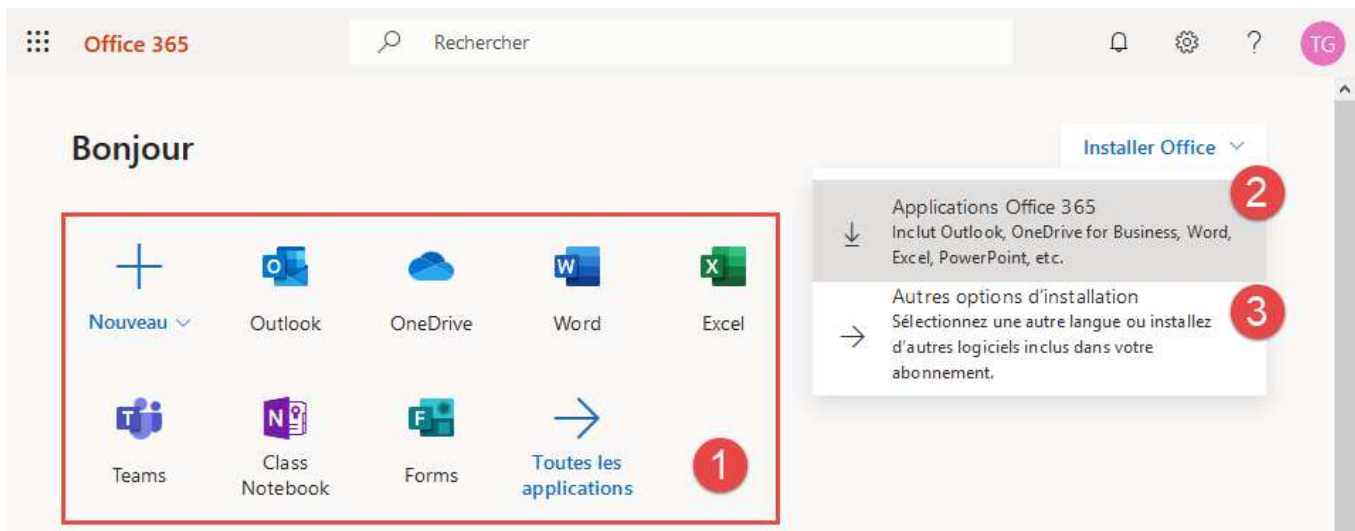 Office 365
Rechercher
?
TG
Bonjour
Installer Office
2
Applications Office 365
Inclut Outlook, OneDrive for Business, Word,
Excel, PowerPoint, etc.
3
Autres options d'installation
Sélectionnez une autre langue ou installez
d'autres logiciels inclus dans votre
abonnement.
Nouveau
Outlook
OneDrive
Word
Excel
Teams
Class
Notebook
Forms
Toutes les
applications
1